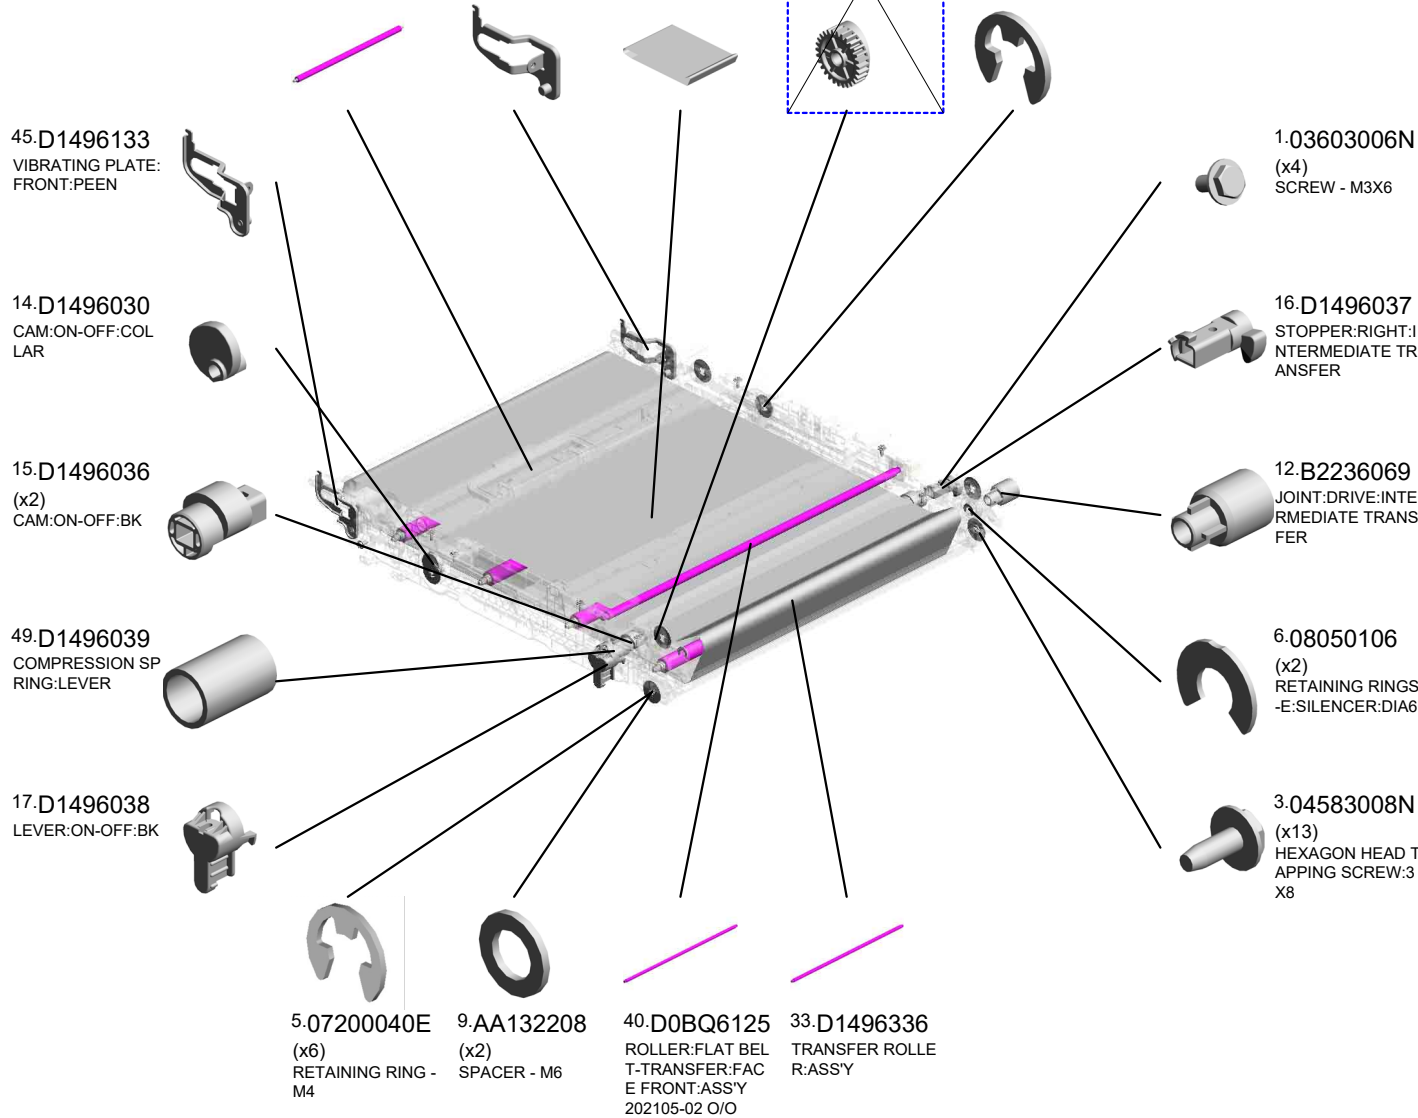 45.D1496133
VIBRATING PLATE:
FRONT:PEEN
14.D1496030
CAM:ON-OFF:COL
LAR
15.D1496036
(x2)
CAM:ON-OFF:BK
49.D1496039
COMPRESSION SP
RING:LEVER
17.D1496038
LEVER:ON-OFF:BK
1.03603006N
(x4)
SCREW - M3X6
16.D1496037
STOPPER:RIGHT:I
NTERMEDIATE TR
ANSFER
12.B2236069
JOINT:DRIVE:INTE
RMEDIATE TRANS
FER
6.08050106
(x2)
RETAINING RINGS
-E:SILENCER:DIA6
3.04583008N
(x13)
HEXAGON HEAD T
APPING SCREW:3
X8
5.07200040E
(x6)
RETAINING RING -
M4
9.AA132208
(x2)
SPACER - M6
40.D0BQ6125
ROLLER:FLAT BEL
T-TRANSFER:FAC
E FRONT:ASS'Y
202105-02 O/O
33.D1496336
TRANSFER ROLLE
R:ASS'Y